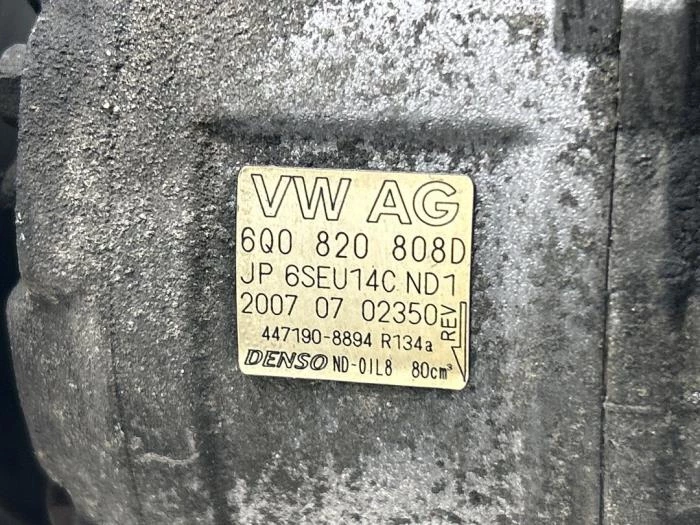 VW AG
6Q0 820 808D
JP 6SEU14C ND1
2007 07 02350
REV
447190-8894 R134a
DENSO ND-OIL8 80cm³